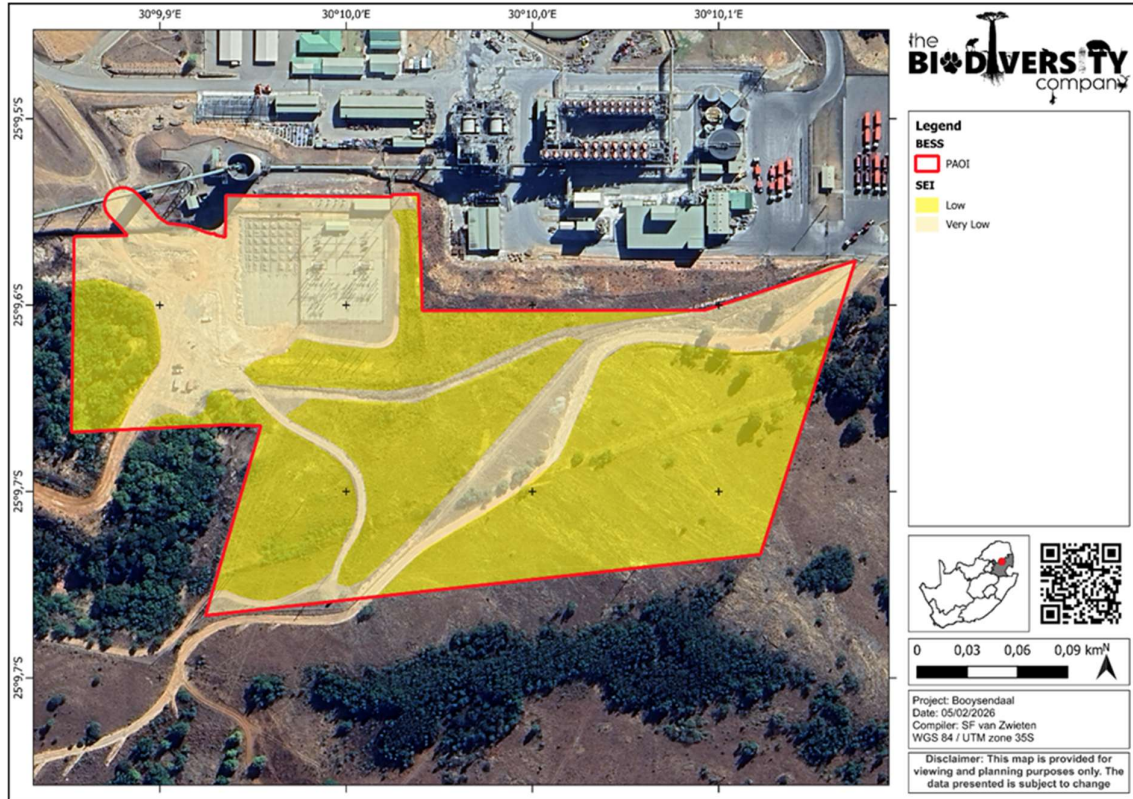 30°9,9'E
30°10,0'E
30°10,0'E
30°10,1'E
25°9,5'S
25°9,6'S
25°9,7'S
25°9,7'S
the
BIODIVERSITY
company
Legend
BESS
PAOI
SEI
Low
Very Low
0 0,03 0,06 0,09 km
N
Project: Booysendaal
Date: 05/02/2026
Compiler: SF van Zwieten
WGS 84 / UTM zone 35S
Disclaimer: This map is provided for
viewing and planning purposes only. The
data presented is subject to change